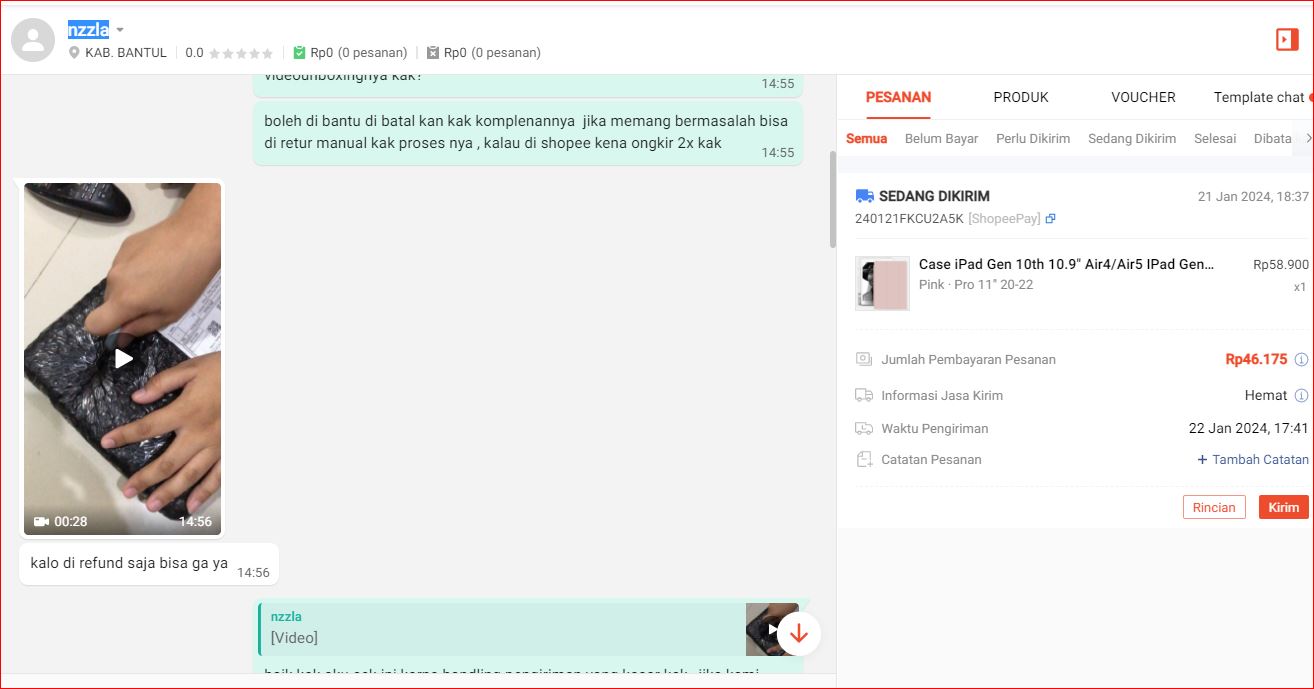 nzzla
KAB. BANTUL 0.0 Rp0 (0 pesanan) Rp0 (0 pesanan)
videounboxingnya kak?
14:55
boleh di bantu di batal kan kak komplenannya jika memang bermasalah bisa
di retur manual kak proses nya , kalau di shopee kena ongkir 2x kak
14:55
00:28 14:56
kalo di refund saja bisa ga ya
14:56
nzzla
[Video]
PESANAN PRODUK VOUCHER Template chat
Semua Belum Bayar Perlu Dikirim Sedang Dikirim Selesai Dibata
SEDANG DIKIRIM 21 Jan 2024, 18:37
240121FKCU2A5K [ShopeePay]
Case iPad Gen 10th 10.9" Air4/Air5 IPad Gen... Rp58.900
Pink · Pro 11" 20-22 x1
Jumlah Pembayaran Pesanan Rp46.175
Informasi Jasa Kirim Hemat
Waktu Pengiriman 22 Jan 2024, 17:41
Catatan Pesanan + Tambah Catatan
Rincian Kirim